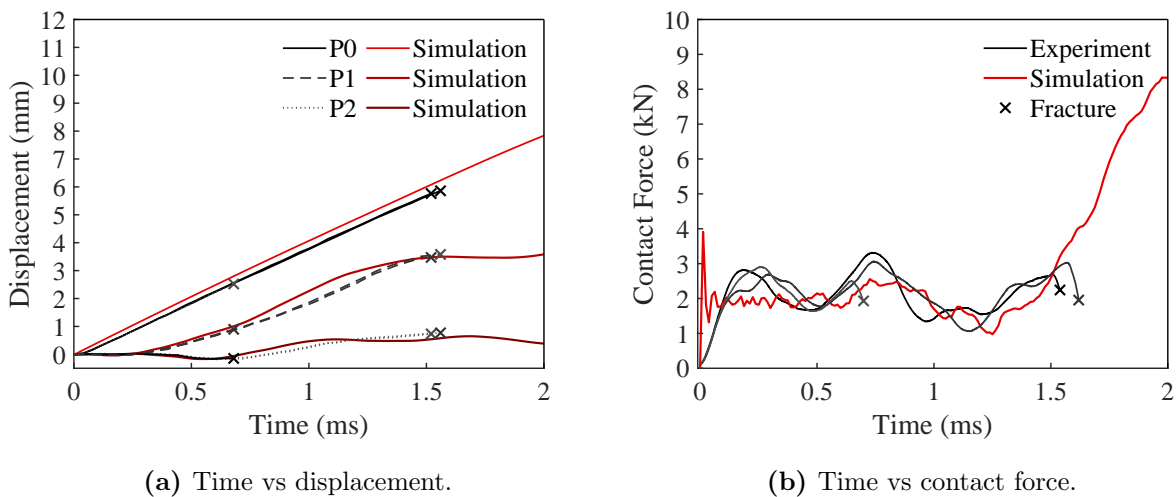 12
11
10
9
8
7
6
5
4
3
2
1
0
Displacement (mm)
P0 Simulation
P1 Simulation
P2 Simulation
0 0.5 1 1.5 2
Time (ms)
(a) Time vs displacement.
10
9
8
7
6
5
4
3
2
1
0
Contact Force (kN)
Experiment
Simulation
Fracture
0 0.5 1 1.5 2
Time (ms)
(b) Time vs contact force.